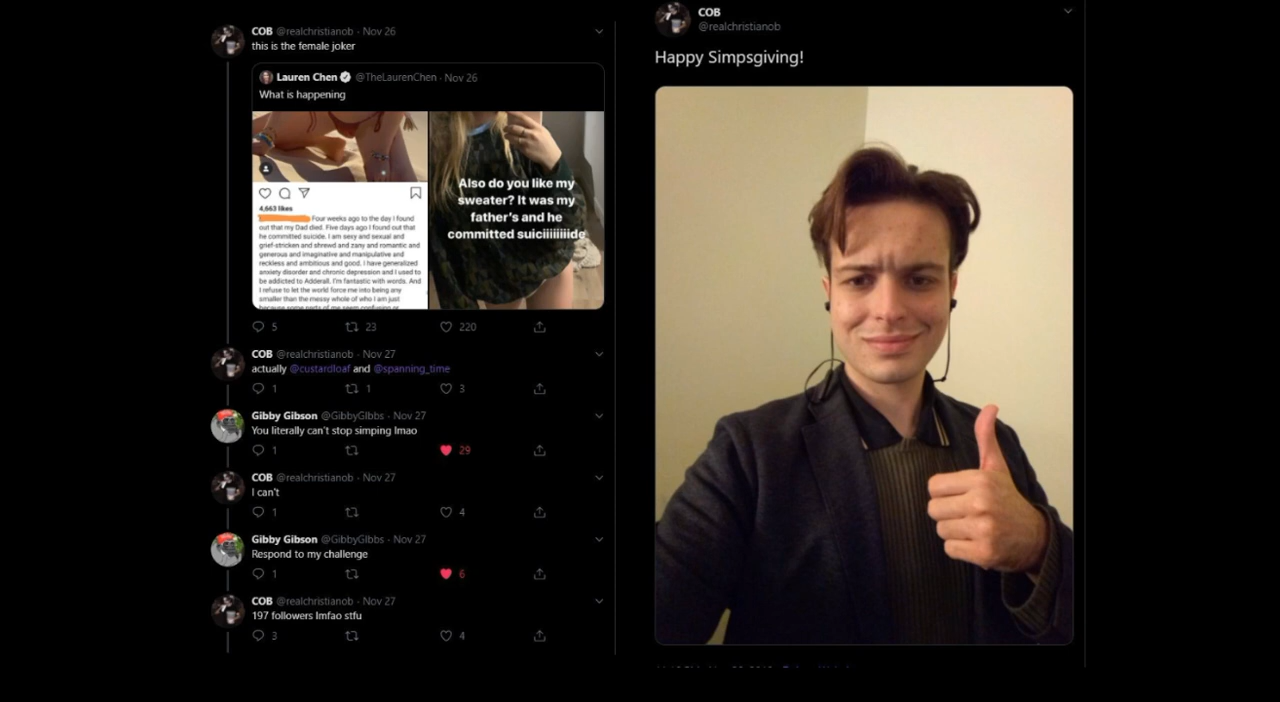 COB @realchristianob · Nov 26
this is the female joker
Lauren Chen @TheLaurenChen · Nov 26
What is happening
4,663 likes
Four weeks ago to the day I found
out that my Dad died. Five days ago I found out that
he committed suicide. I am sexy and sexual and
grief-stricken and shrewd and zany and romantic and
generous and imaginative and manipulative and
reckless and ambitious and good. I have generalized
anxiety disorder and chronic depression and I used to
be addicted to Adderall. I'm fantastic with words. And
I refuse to let the world force me into being any
smaller than the messy whole of who I am just
because some parts of me seem confusing or
Also do you like my
sweater? It was my
father's and he
committed suiciiiiiiiiide
5 23 220
COB @realchristianob · Nov 27
actually @custardloaf and @spanning_time
1 1 3
Gibby Gibson @GibbyGIbbs · Nov 27
You literally can't stop simping lmao
1 29
COB @realchristianob · Nov 27
I can't
1 4
Gibby Gibson @GibbyGIbbs · Nov 27
Respond to my challenge
1 6
COB @realchristianob · Nov 27
197 followers lmfao stfu
3 4
COB
@realchristianob
Happy Simpsgiving!